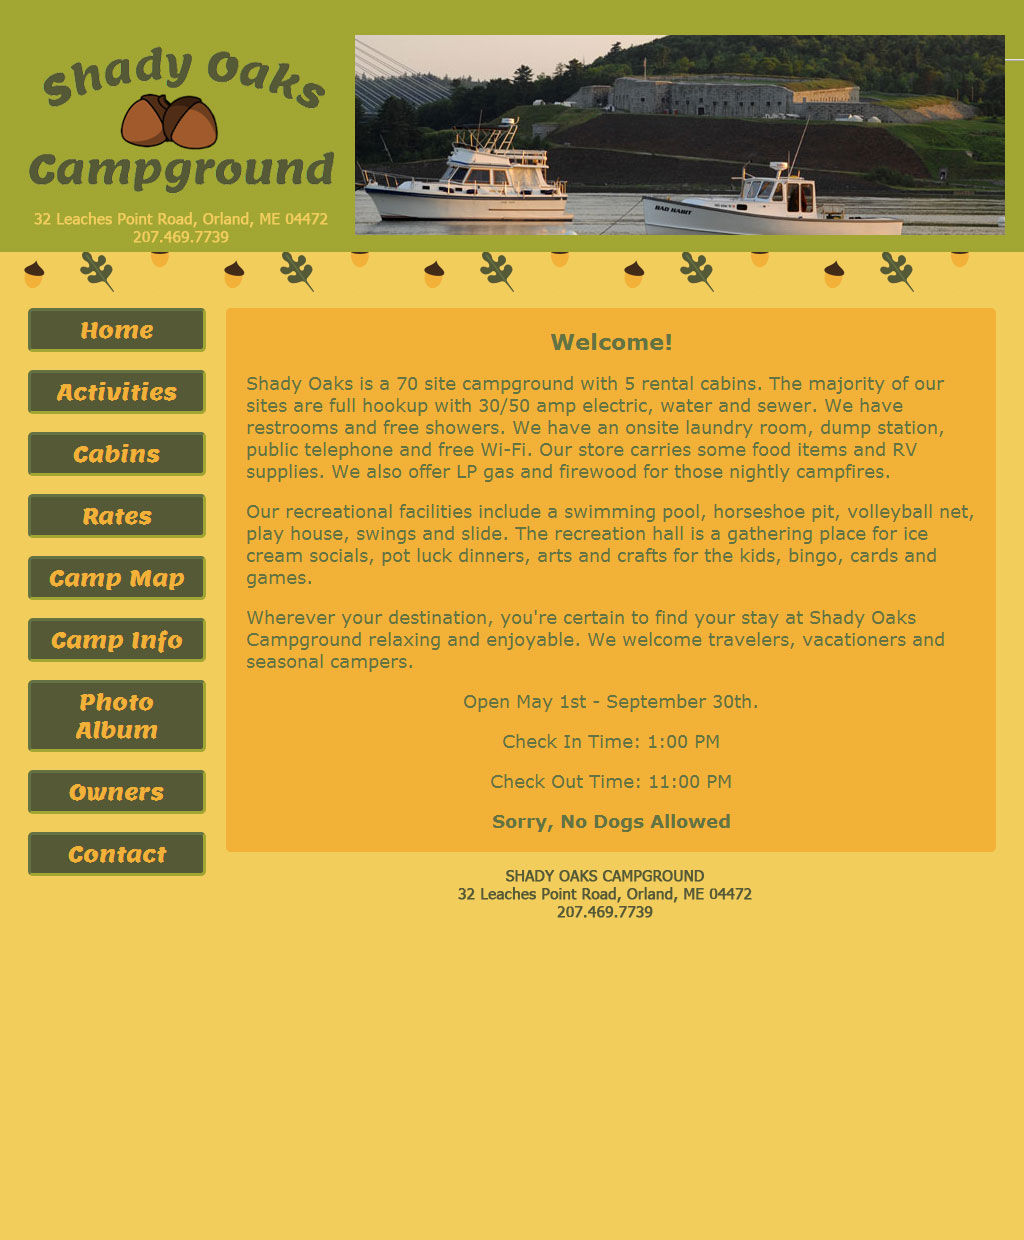 Shady Oaks
Campground
32 Leaches Point Road, Orland, ME 04472
207.469.7739
BAD HABIT
Home
Activities
Cabins
Rates
Camp Map
Camp Info
Photo
Album
Owners
Contact
Welcome!
Shady Oaks is a 70 site campground with 5 rental cabins. The majority of our
sites are full hookup with 30/50 amp electric, water and sewer. We have
restrooms and free showers. We have an onsite laundry room, dump station,
public telephone and free Wi-Fi. Our store carries some food items and RV
supplies. We also offer LP gas and firewood for those nightly campfires.
Our recreational facilities include a swimming pool, horseshoe pit, volleyball net,
play house, swings and slide. The recreation hall is a gathering place for ice
cream socials, pot luck dinners, arts and crafts for the kids, bingo, cards and
games.
Wherever your destination, you're certain to find your stay at Shady Oaks
Campground relaxing and enjoyable. We welcome travelers, vacationers and
seasonal campers.
Open May 1st - September 30th.
Check In Time: 1:00 PM
Check Out Time: 11:00 PM
Sorry, No Dogs Allowed
SHADY OAKS CAMPGROUND
32 Leaches Point Road, Orland, ME 04472
207.469.7739